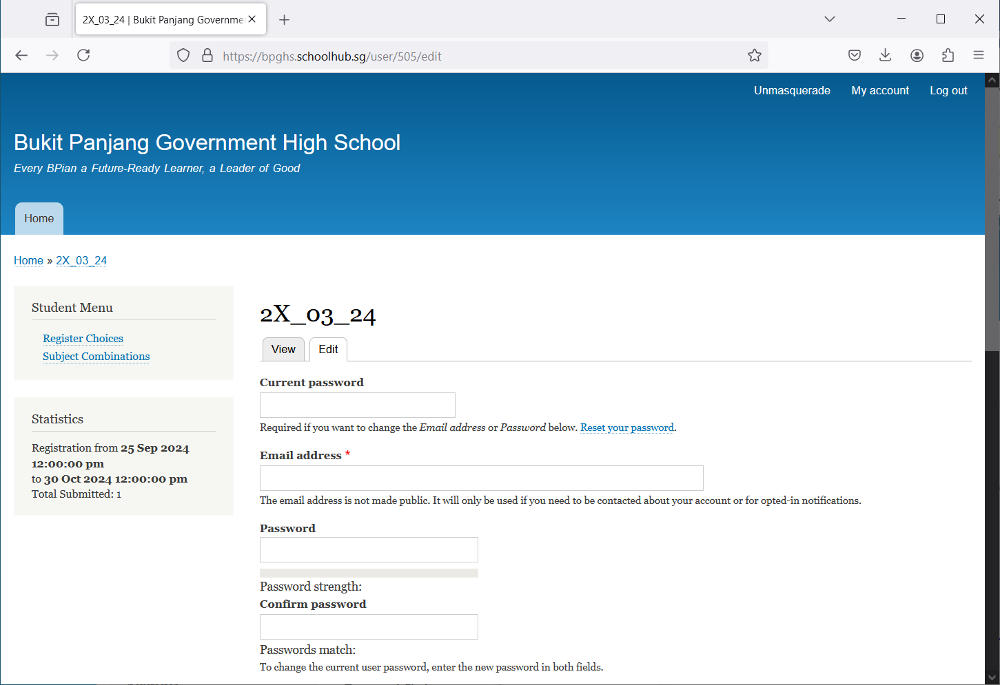 2X_03_24 | Bukit Panjang Governme
https://bpghs.schoolhub.sg/user/505/edit
Unmasquerade My account Log out
Bukit Panjang Government High School
Every BPian a Future-Ready Learner, a Leader of Good
Home
Home » 2X_03_24
Student Menu
Register Choices
Subject Combinations
Statistics
Registration from 25 Sep 2024
12:00:00 pm
to 30 Oct 2024 12:00:00 pm
Total Submitted: 1
2X_03_24
View Edit
Current password
Required if you want to change the Email address or Password below. Reset your password.
Email address *
The email address is not made public. It will only be used if you need to be contacted about your account or for opted-in notifications.
Password
Password strength:
Confirm password
Passwords match:
To change the current user password, enter the new password in both fields.